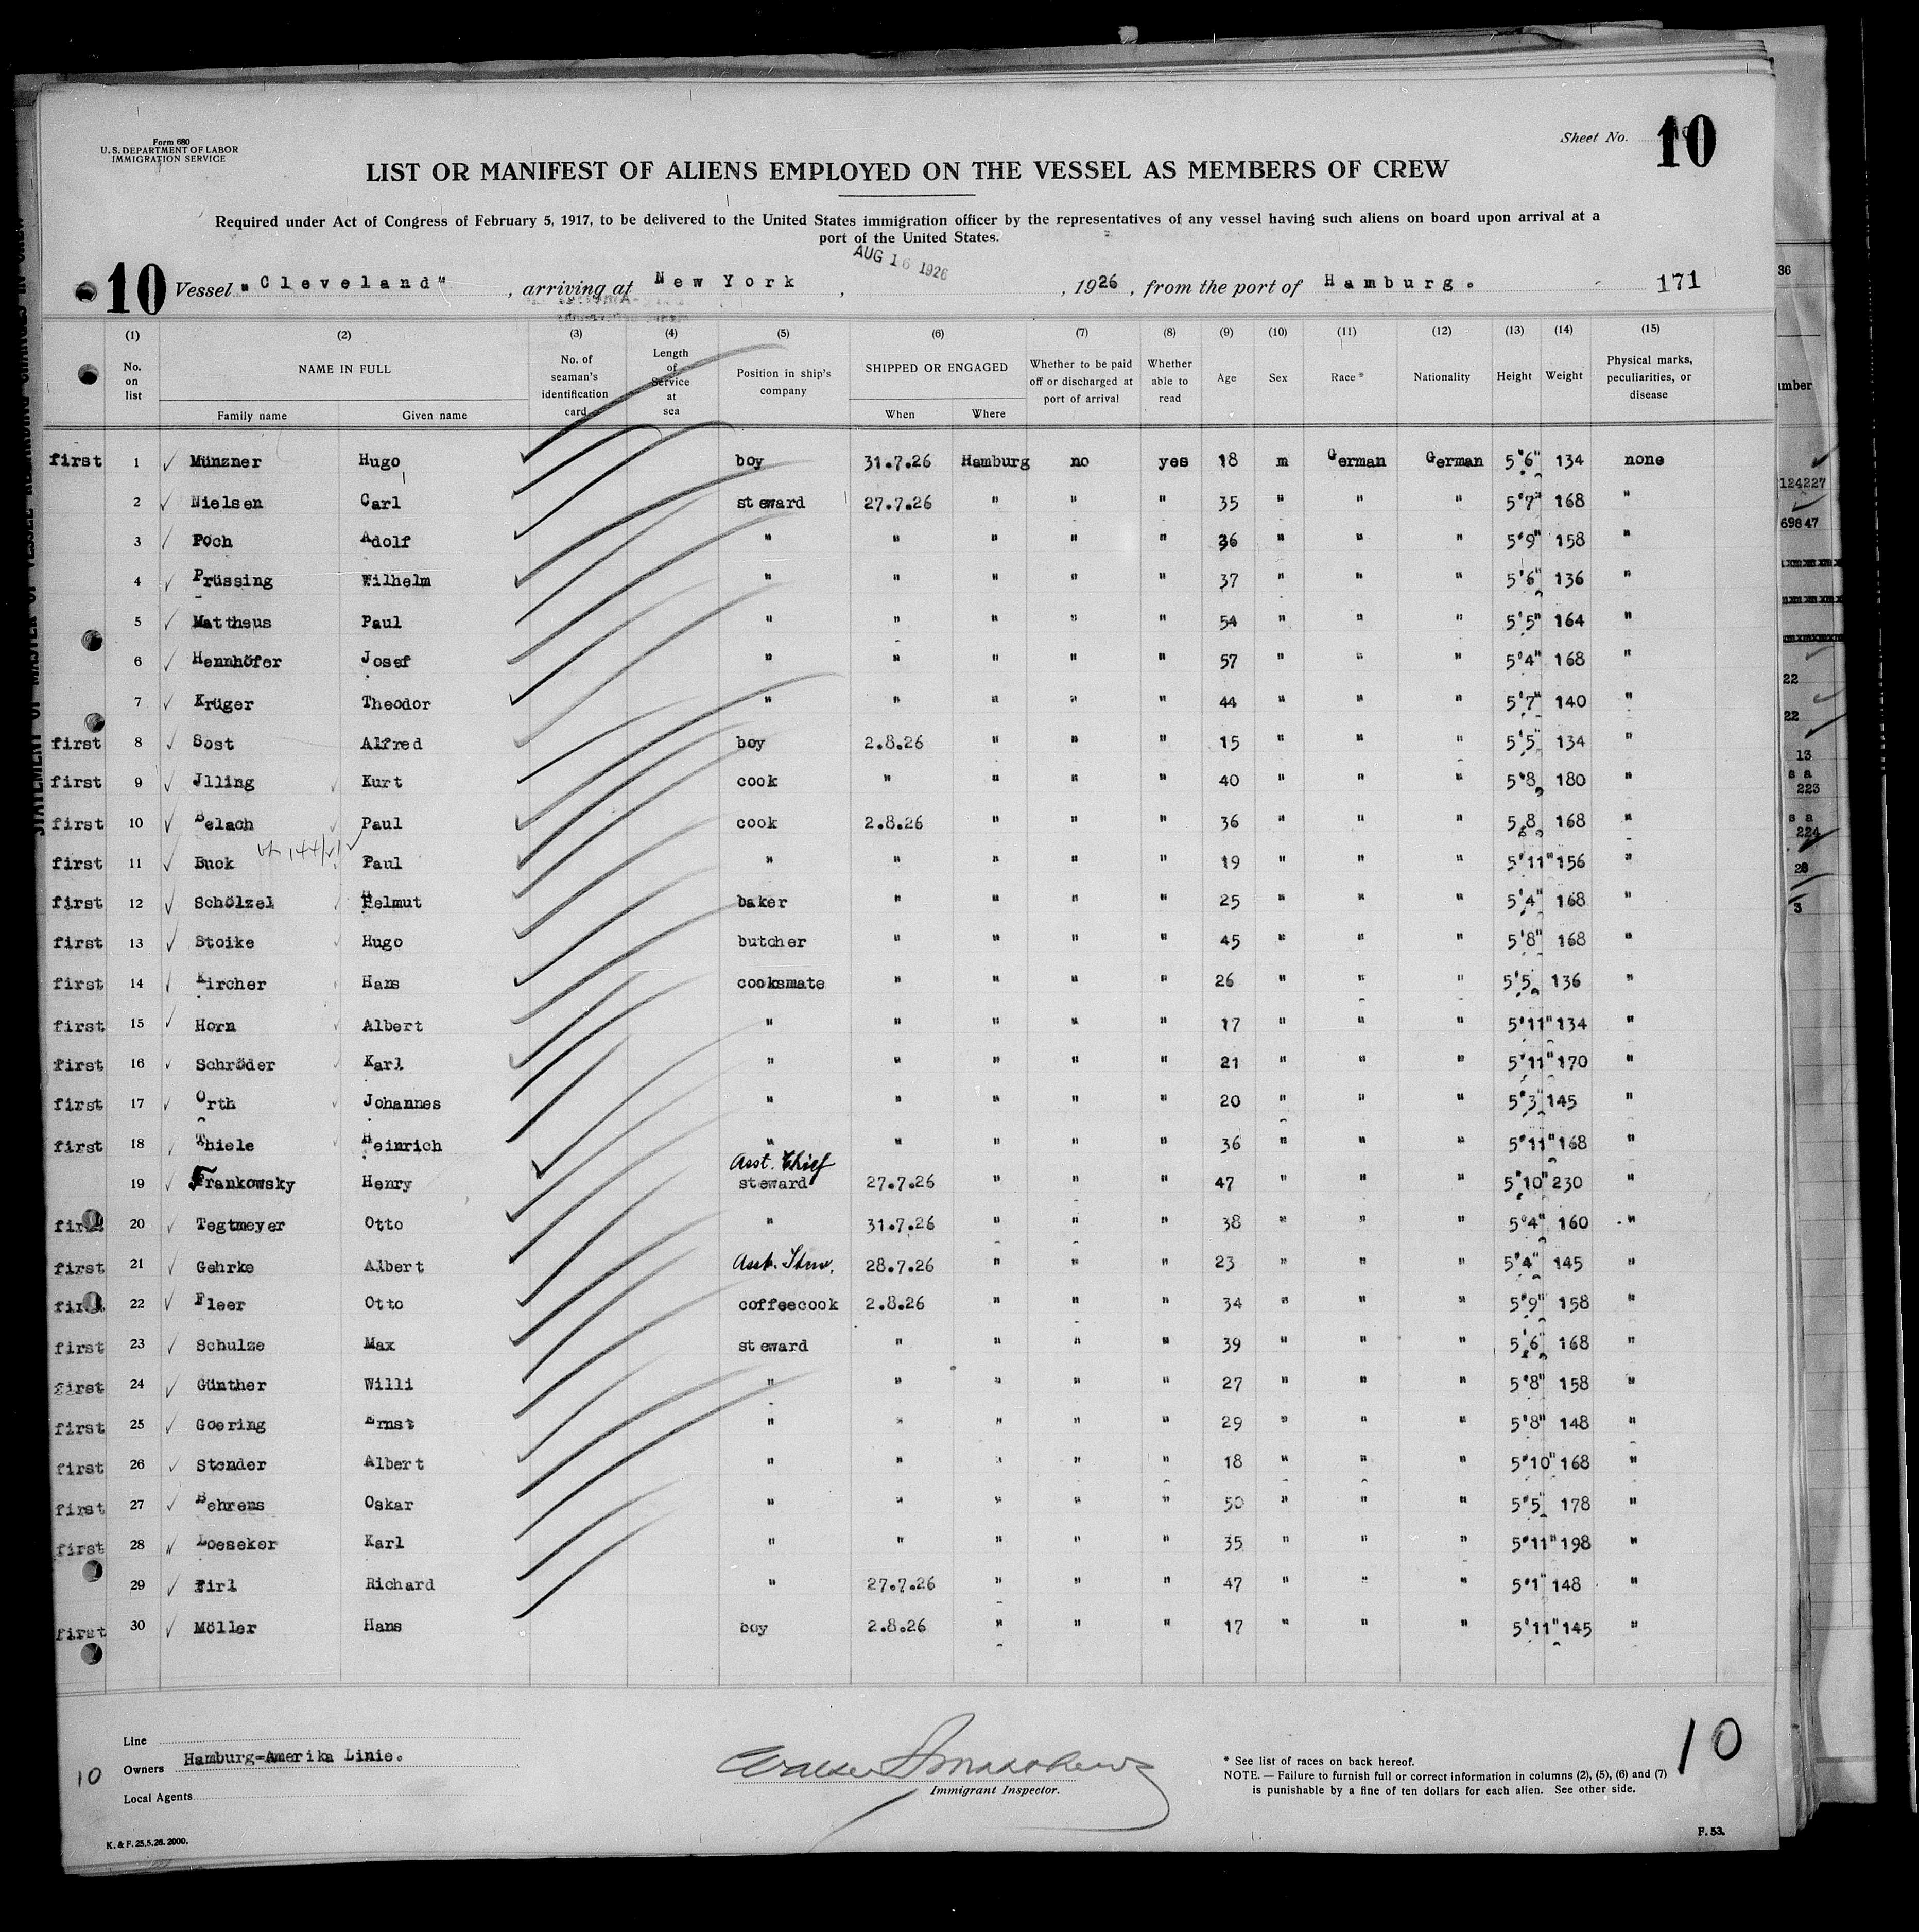 Form 680
U. S. DEPARTMENT OF LABOR
IMMIGRATION SERVICE
Sheet No. 10
LIST OR MANIFEST OF ALIENS EMPLOYED ON THE VESSEL AS MEMBERS OF CREW
Required under Act of Congress of February 5, 1917, to be delivered to the United States immigration officer by the representatives of any vessel having such aliens on board upon arrival at a
port of the United States.
AUG 16 1926
10 Vessel "Cleveland", arriving at New York, , 1926, from the port of Hamburg. 171
(1) (2) (3) (4) (5) (6) (7) (8) (9) (10) (11) (12) (13) (14) (15)
No. on list NAME IN FULL No. of seaman's identification card Length of Service at sea Position in ship's company SHIPPED OR ENGAGED Whether to be paid off or discharged at port of arrival Whether able to read Age Sex Race* Nationality Height Weight Physical marks, peculiarities, or disease
Family name Given name When Where
first 1 Münzner Hugo boy 31.7.26 Hamburg no yes 18 m German German 5'6" 134 none
2 Nielsen Carl steward 27.7.26 " " " 35 " " " 5'7" 168 "
3 Poch Adolf " " " " " 36 " " " 5'9" 158 "
4 Prüssing Wilhelm " " " " " 37 " " " 5'6" 136 "
5 Mattheus Paul " " " " " 54 " " " 5'5" 164 "
6 Hennhöfer Josef " " " " " 57 " " " 5'4" 168 "
7 Krüger Theodor " " " " " 44 " " " 5'7" 140 "
first 8 Sost Alfred boy 2.8.26 " " " 15 " " " 5'5" 134 "
first 9 Jlling Kurt cook " " " " 40 " " " 5'8 180 "
first 10 Belach Paul cook 2.8.26 " " " 36 " " " 5 8 168 "
first 11 Buck Paul " " " " " 19 " " " 5'11" 156 "
first 12 Schölzel Helmut baker " " " " 25 " " " 5'4" 168 "
first 13 Stoike Hugo butcher " " " " 45 " " " 5'8" 168 "
first 14 Kircher Hans cooksmate " " " " 26 " " " 5'5 136 "
first 15 Horn Albert " " " " " 17 " " " 5'11" 134 "
first 16 Schröder Karl " " " " " 21 " " " 5'11" 170 "
first 17 Orth Johannes " " " " " 20 " " " 5'3" 145 "
first 18 Thiele Heinrich " " " " " 36 " " " 5'11" 168 "
Asst. Chief
19 Frankowsky Henry steward 27.7.26 " " " 47 " " " 5'10" 230 "
first 20 Tegtmeyer Otto " 31.7.26 " " " 38 " " " 5'4" 160 "
first 21 Gehrke Albert Asst. Stew. 28.7.26 " " " 23 " " " 5'4" 145 "
first 22 Fleer Otto coffeecook 2.8.26 " " " 34 " " " 5'9" 158 "
first 23 Schulze Max steward " " " " 39 " " " 5'6" 168 "
first 24 Günther Willi " " " " " 27 " " " 5'8" 158 "
first 25 Goering Ernst " " " " " 29 " " " 5'8" 148 "
first 26 Stender Albert " " " " " 18 " " " 5'10" 168 "
first 27 Behrens Oskar " " " " " 50 " " " 5'5" 178 "
first 28 Loeseker Karl " " " " " 35 " " " 5'11" 198 "
29 Firl Richard " 27.7.26 " " " 47 " " " 5'1" 148 "
first 30 Möller Hans boy 2.8.26 " " " 17 " " " 5'11" 145 "
Line
10 Owners Hamburg=Amerika Linie.
Local Agents
Immigrant Inspector.
* See list of races on back hereof.
NOTE.—Failure to furnish full or correct information in columns (2), (5), (6) and (7)
is punishable by a fine of ten dollars for each alien. See other side.
10
K. & F. 25.5.26. 2000.
F. 53.